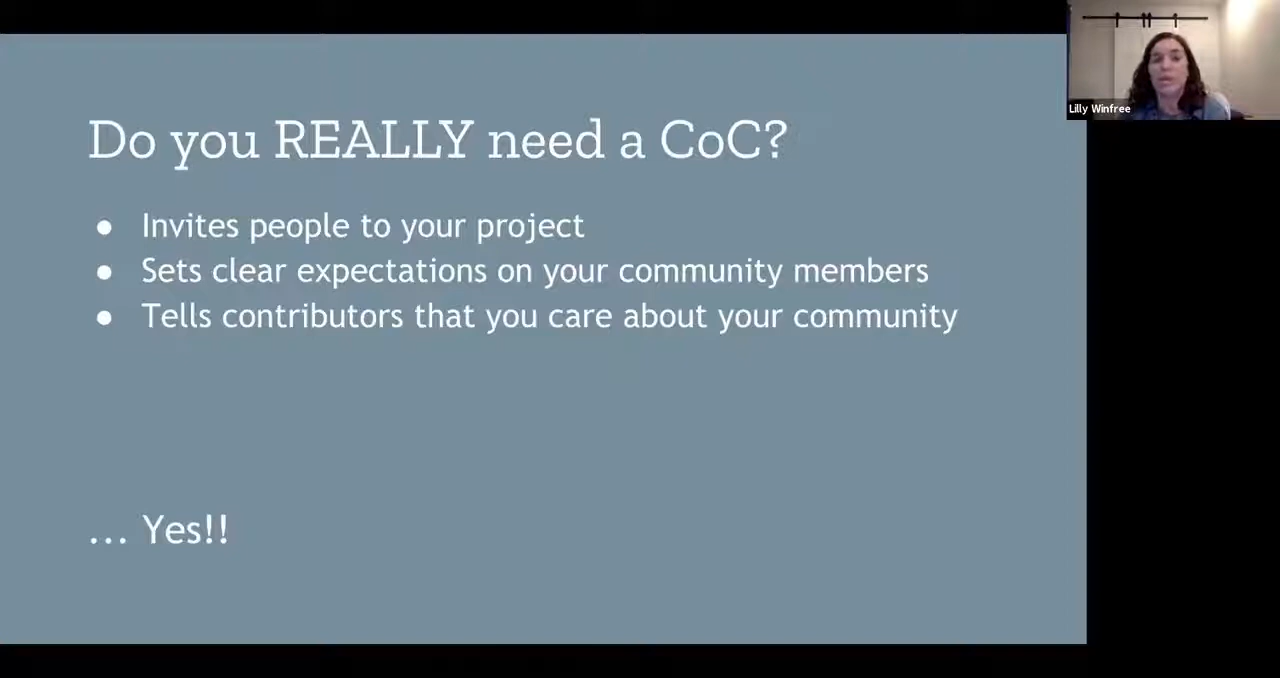 Do you REALLY need a CoC?
● Invites people to your project
● Sets clear expectations on your community members
● Tells contributors that you care about your community
... Yes!!
Lilly Winfree